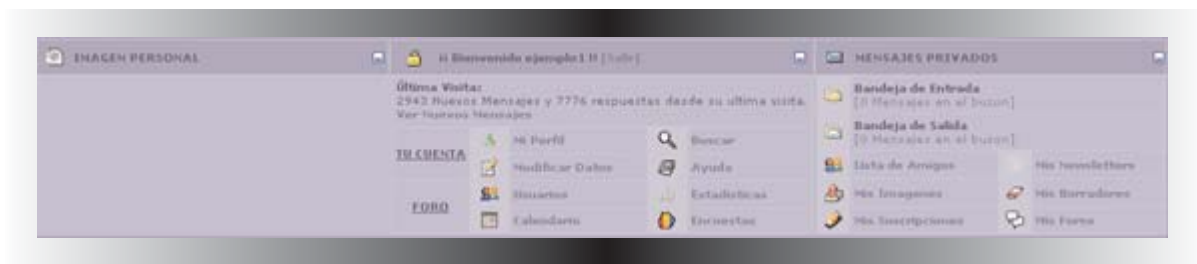 IMAGEN PERSONAL
¡¡ Bienvenido ejemplo1 !! [Salir]
Última Visita:
2943 Nuevos Mensajes y 7776 respuestas desde su ultima visita.
Ver Nuevos Mensajes
TU CUENTA
Mi Perfil
Buscar
Modificar Datos
Ayuda
FORO
Usuarios
Estadisticas
Calendario
Encuestas
MENSAJES PRIVADOS
Bandeja de Entrada
[0 Mensajes en el buzon]
Bandeja de Salida
[0 Mensajes en el buzon]
Lista de Amigos
Mis Newsletters
Mis Imagenes
Mis Borradores
Mis Suscripciones
Mis Foros